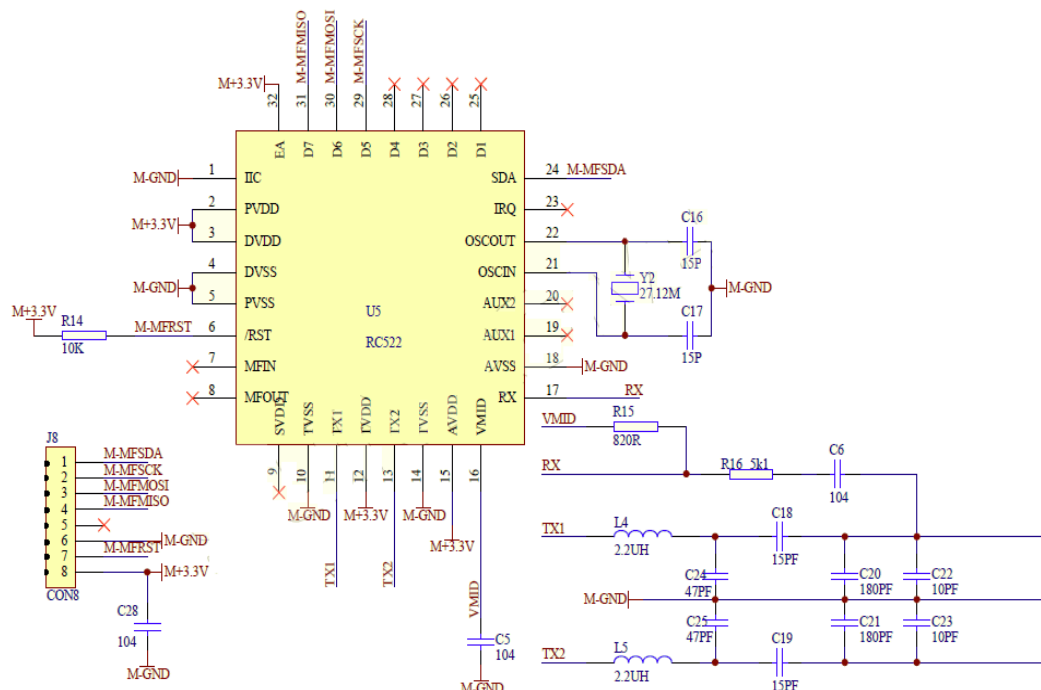 M-MFMISO
M-MFMOSI
M-MFSCK
M+3.3V
32
31
30
29
28
27
26
25
EA
D7
D6
D5
D4
D3
D2
D1
M-GND
1
IIC
SDA
24
M-MFSDA
2
PVDD
IRQ
23
M+3.3V
3
DVDD
OSCOUT
22
C16
15P
4
DVSS
OSCIN
21
Y2
27.12M
M-GND
M-GND
5
PVSS
AUX2
20
U5
C17
15P
M+3.3V
R14
10K
M-MFRST
6
/RST
RC522
AUX1
19
7
MFIN
AVSS
18
M-GND
8
MFOUT
RX
17
RX
SVDD
TVSS
TX1
TVDD
TX2
TVSS
AVDD
VMID
9
10
11
12
13
14
15
16
M-GND
M+3.3V
M-GND
M+3.3V
TX1
TX2
VMID
C5
104
M-GND
J8
1
M-MFSDA
2
M-MFSCK
3
M-MFMOSI
4
M-MFMISO
5
6
M-GND
7
M-MFRST
8
M+3.3V
CON8
C28
104
M-GND
VMID
R15
820R
RX
R16 5k1
C6
104
TX1
L4
2.2UH
C18
15PF
C24
47PF
C20
180PF
C22
10PF
M-GND
C25
47PF
C21
180PF
C23
10PF
TX2
L5
2.2UH
C19
15PF